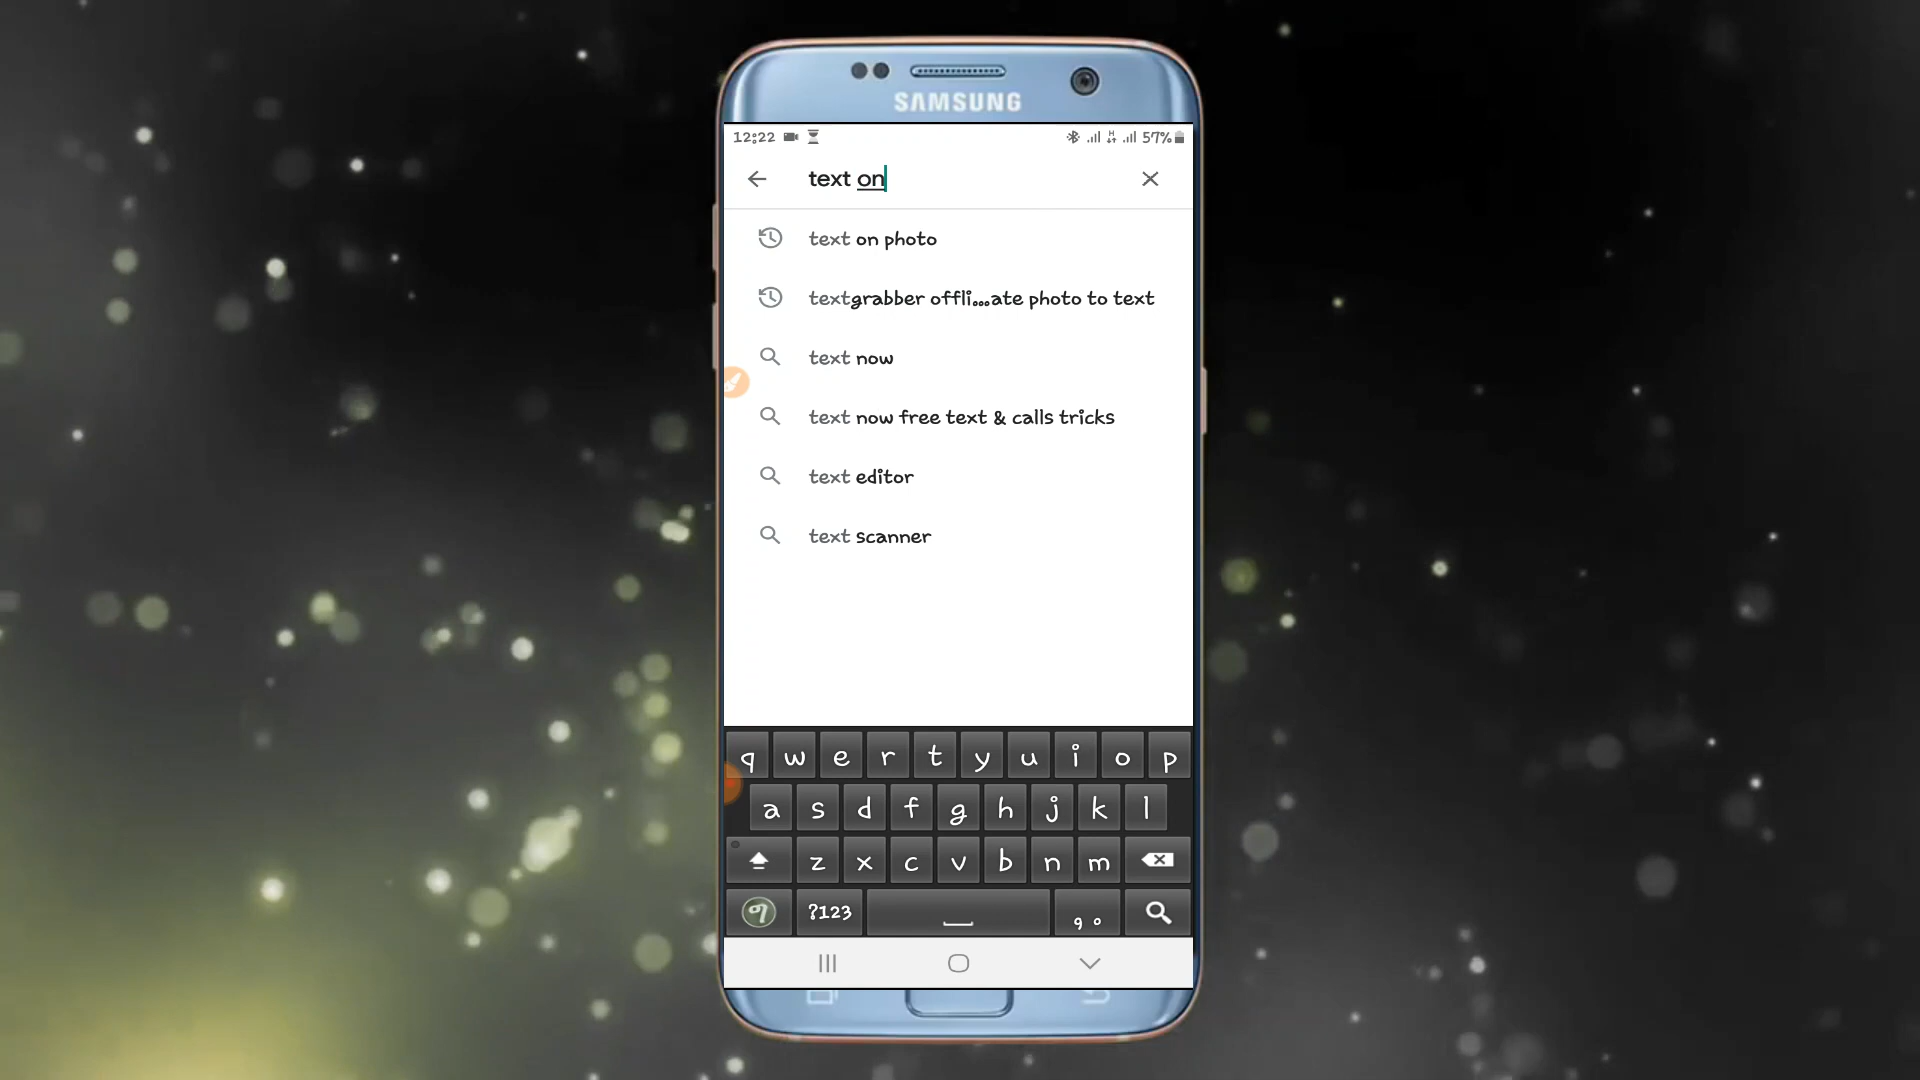 SAMSUNG
12:22 57%
text on
text on photo
textgrabber offli...ate photo to text
text now
text now free text & calls tricks
text editor
text scanner
q w e r t y u i o p
a s d f g h j k l
z x c v b n m
?123 , .